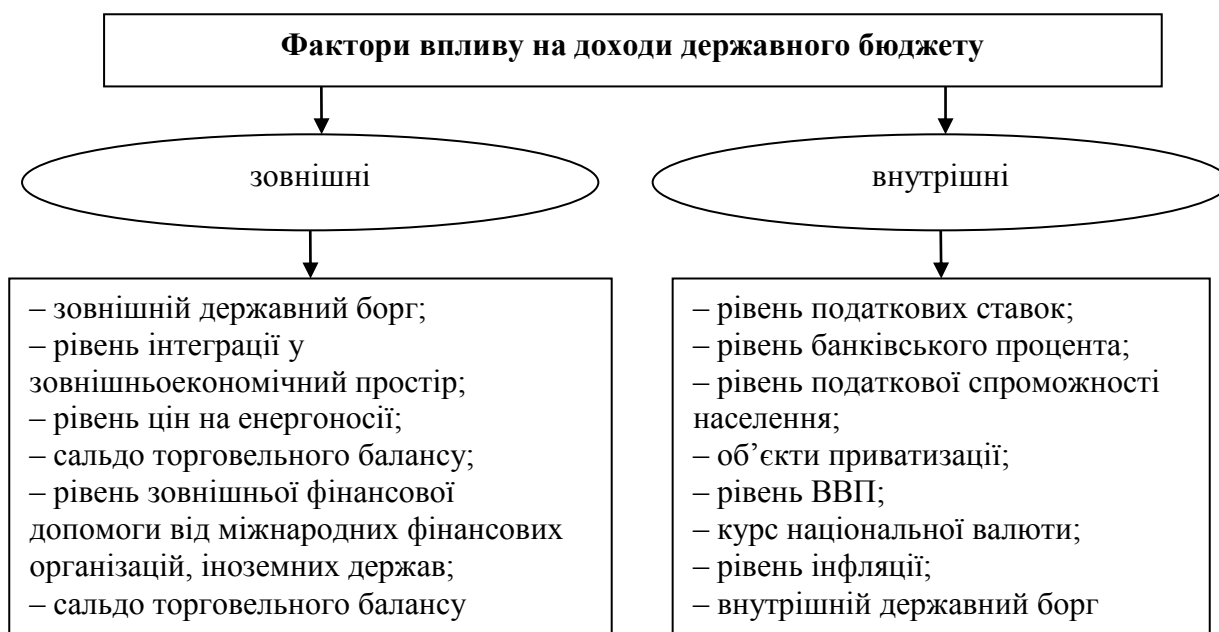 Фактори впливу на доходи державного бюджету
зовнішні
внутрішні
– зовнішній державний борг;
– рівень інтеграції у
зовнішньоекономічний простір;
– рівень цін на енергоносії;
– сальдо торговельного балансу;
– рівень зовнішньої фінансової
допомоги від міжнародних фінансових
організацій, іноземних держав;
– сальдо торговельного балансу
– рівень податкових ставок;
– рівень банківського процента;
– рівень податкової спроможності
населення;
– об’єкти приватизації;
– рівень ВВП;
– курс національної валюти;
– рівень інфляції;
– внутрішній державний борг